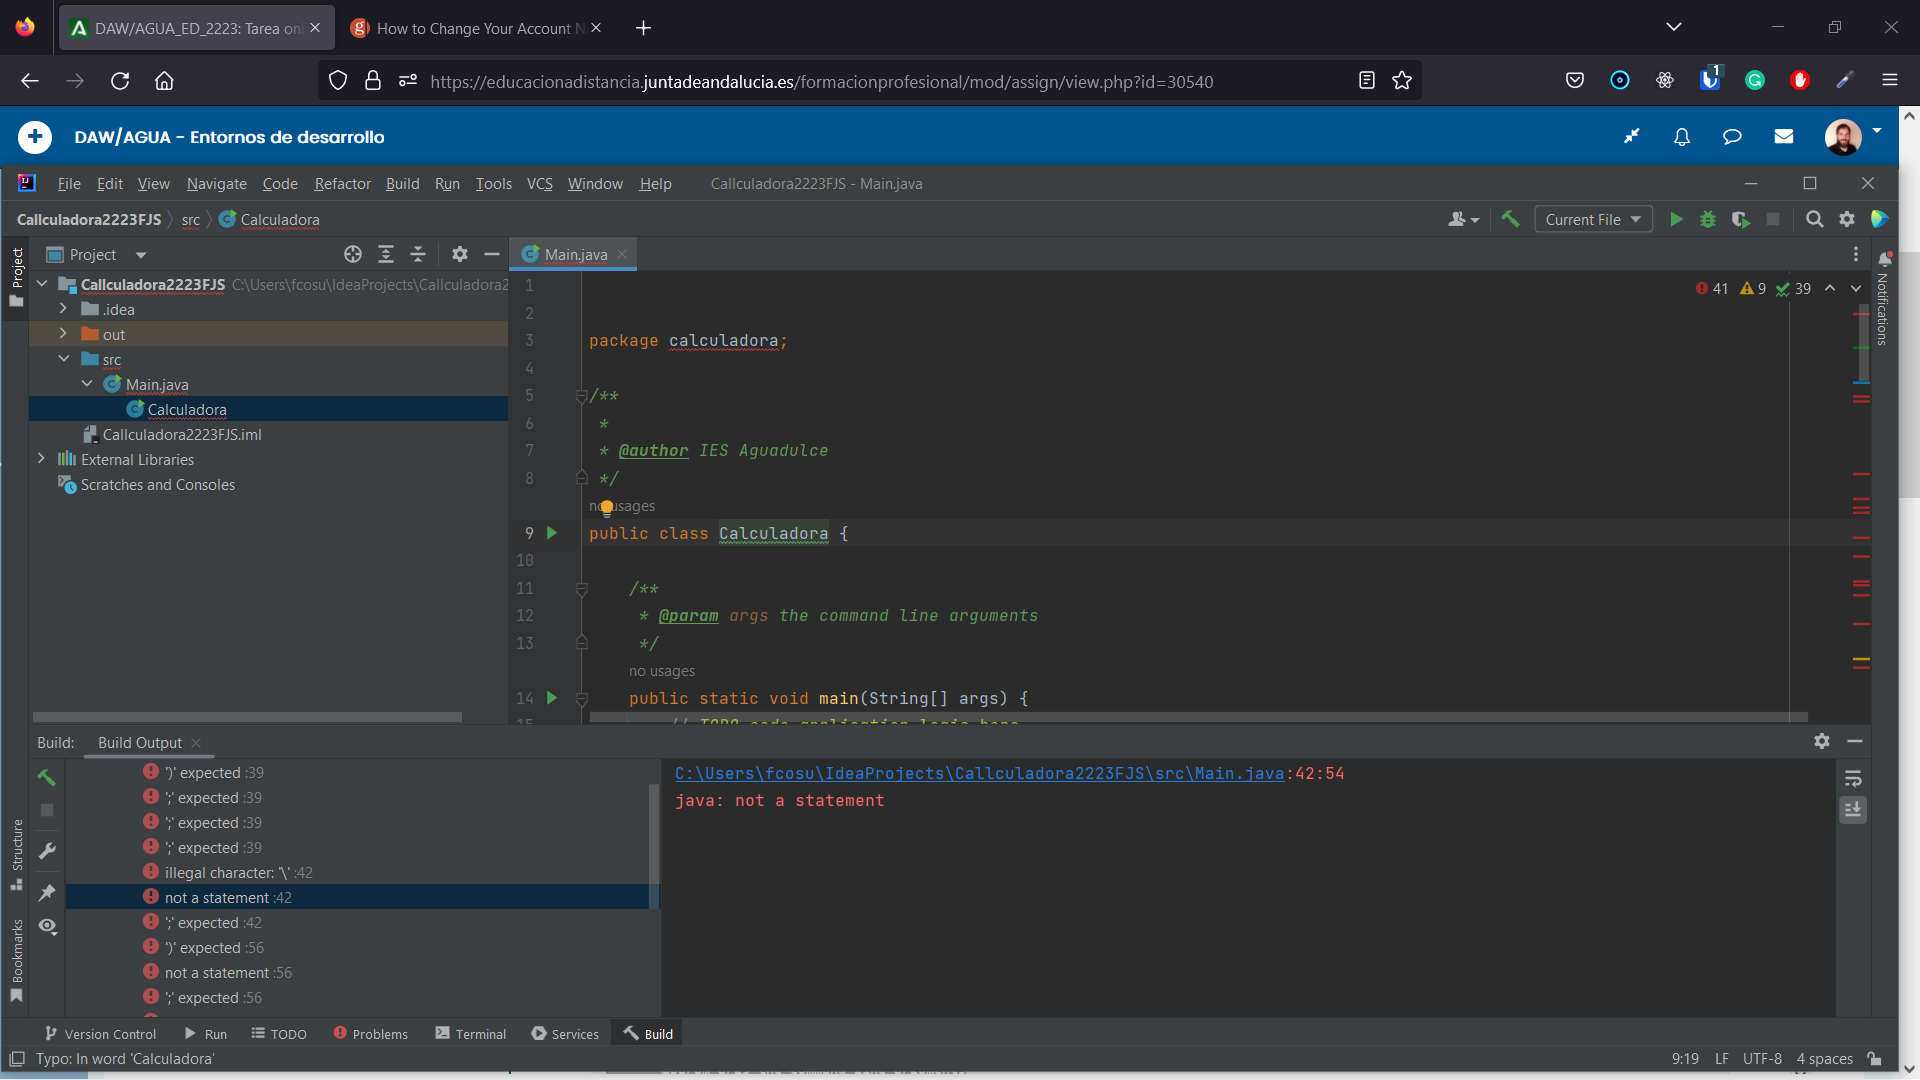 DAW/AGUA_ED_2223: Tarea onl
How to Change Your Account N
https://educacionadistancia.juntadeandalucia.es/formacionprofesional/mod/assign/view.php?id=30540
1
DAW/AGUA - Entornos de desarrollo
File Edit View Navigate Code Refactor Build Run Tools VCS Window Help Callculadora2223FJS - Main.java
Callculadora2223FJS src Calculadora
Current File
Project
Project
Main.java
Callculadora2223FJS C:\Users\fcosu\IdeaProjects\Callculadora2
.idea
out
src
Main.java
Calculadora
Callculadora2223FJS.iml
External Libraries
Scratches and Consoles
41 9 39
Notifications
1
2
3 package calculadora;
4
5 /**
6 *
7 * @author IES Aguadulce
8 */
no usages
9 public class Calculadora {
10
11 /**
12 * @param args the command line arguments
13 */
no usages
14 public static void main(String[] args) {
15 // TODO code application logic here
Build: Build Output
')' expected :39
';' expected :39
';' expected :39
';' expected :39
illegal character: '\' :42
not a statement :42
';' expected :42
')' expected :56
not a statement :56
';' expected :56
C:\Users\fcosu\IdeaProjects\Callculadora2223FJS\src\Main.java:42:54
java: not a statement
Structure
Bookmarks
Version Control Run TODO Problems Terminal Services Build
Typo: In word 'Calculadora'
9:19 LF UTF-8 4 spaces